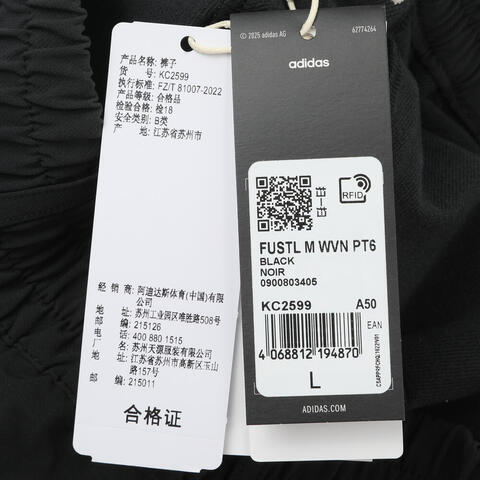 产品名称: 裤子
货 号: KC2599
执行标准: FZ/T 81007-2022
产品等级: 合格品
检验合格: 检18
安全类别: B类
产 地: 江苏省苏州市
经 销 商: 阿迪达斯体育(中国)有限
公司
地 址: 苏州工业园区唯胜路508号
邮 编: 215126
电 话: 400 880 1515
制 造 商: 苏州天源服装有限公司
地 址: 苏州市高新区玉山
路157号
邮 编: 215011
合格证
© 2025 adidas AG
62774264
adidas
RFID
FUSTL M WVN PT6
BLACK
NOIR
0900803405
KC2599 A50
EAN
4 068812 194870
L
ADIDAS.COM